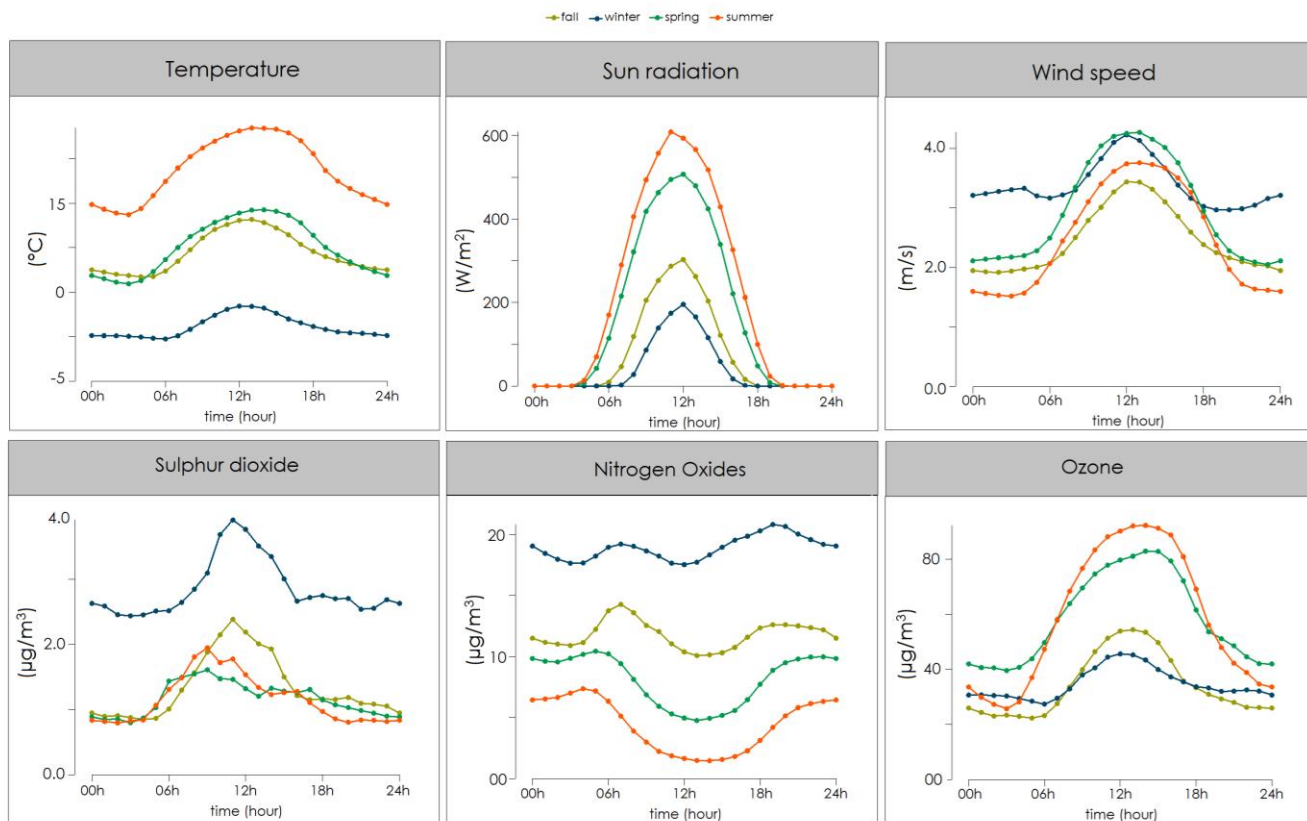 fall winter spring summer
Temperature
15
0
-5
(°C)
00h 06h 12h 18h 24h
time (hour)
Sun radiation
600
400
200
0
(W/m²)
00h 06h 12h 18h 24h
time (hour)
Wind speed
4.0
2.0
0.0
(m/s)
00h 06h 12h 18h 24h
time (hour)
Sulphur dioxide
4.0
2.0
0.0
(µg/m³)
00h 06h 12h 18h 24h
time (hour)
Nitrogen Oxides
20
10
00
(µg/m³)
00h 06h 12h 18h 24h
time (hour)
Ozone
80
40
00
(µg/m³)
00h 06h 12h 18h 24h
time (hour)